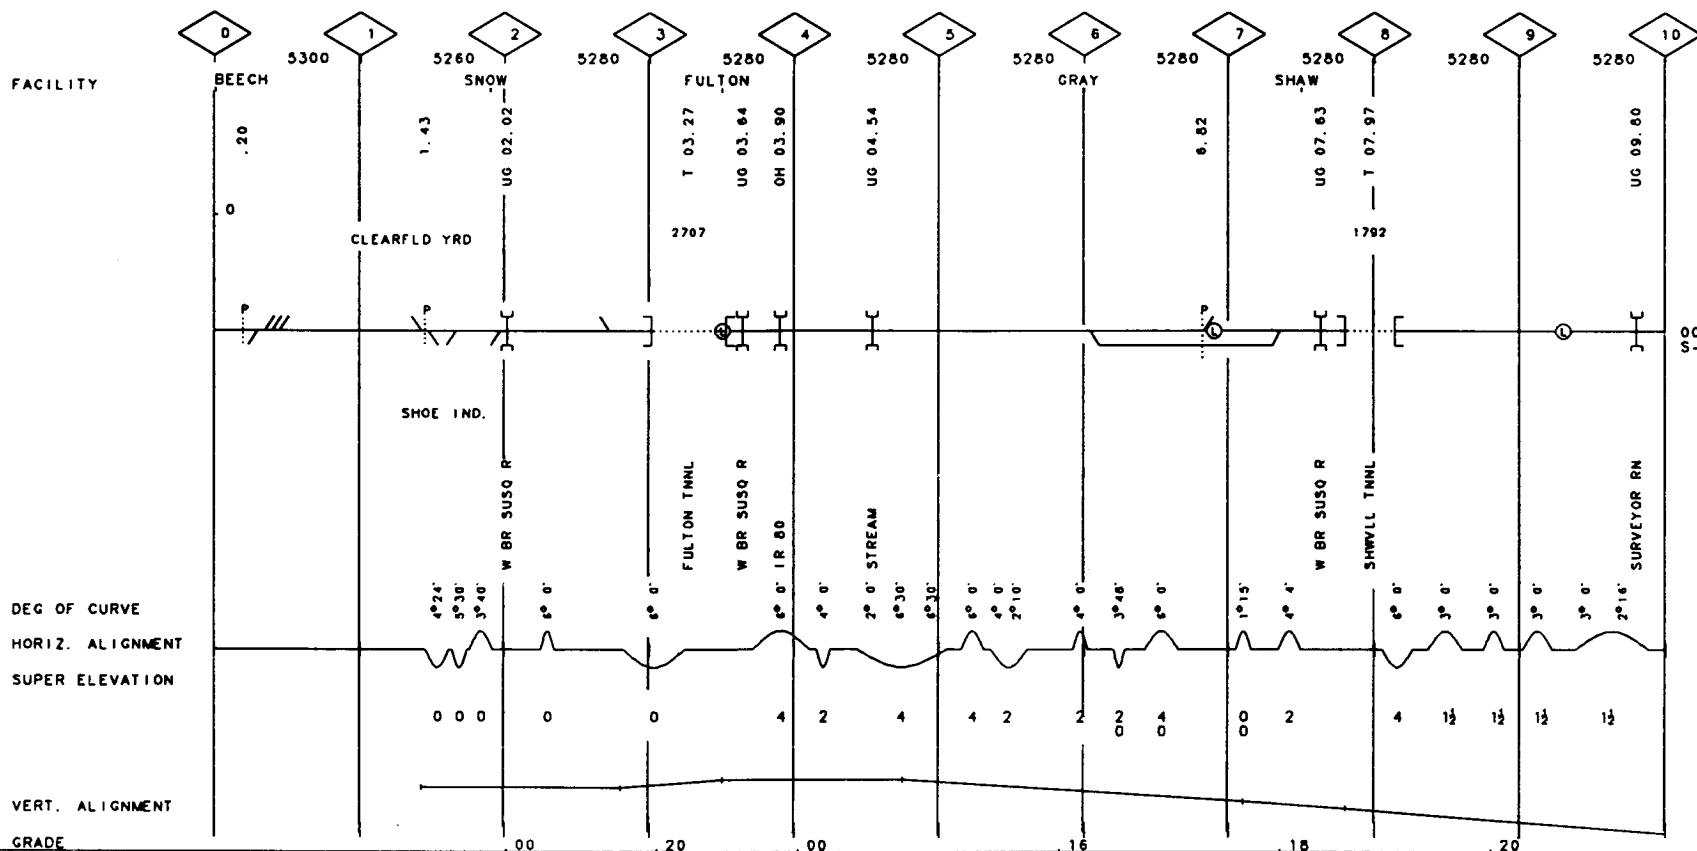 0 1 2 3 4 5 6 7 8 9 10
5300 5260 5280 5280 5280 5280 5280 5280 5280 5280
FACILITY BEECH SNOW FULTON GRAY SHAW
.20 1.43 UG 02.02 T 03.27 UG 03.64 OH 03.90 UG 04.54 6.82 UG 07.63 T 07.97 UG 09.80
0
CLEARFLD YRD 2707 1792
P P L P L L
SHOE IND.
W BR SUSQ R FULTON TNNL W BR SUSQ R IR 80 STREAM W BR SUSQ R SHWVLL TNNL SURVEYOR RN
DEG OF CURVE 4° 24' 5° 30' 3° 40' 6° 0' 6° 0' 6° 0' 4° 0' 2° 0' 6° 30' 6° 30' 6° 0' 4° 0' 2° 10' 4° 0' 3° 48' 6° 0' 1° 15' 4° 4' 6° 0' 3° 0' 3° 0' 3° 0' 3° 0' 2° 16'
HORIZ. ALIGNMENT
SUPER ELEVATION
0 0 0 0 0 4 2 4 4 2 2 2 4 0 2 4 1½ 1½ 1½ 1½
0 0 0
VERT. ALIGNMENT
GRADE .00 .20 .00 .16 .18 .20